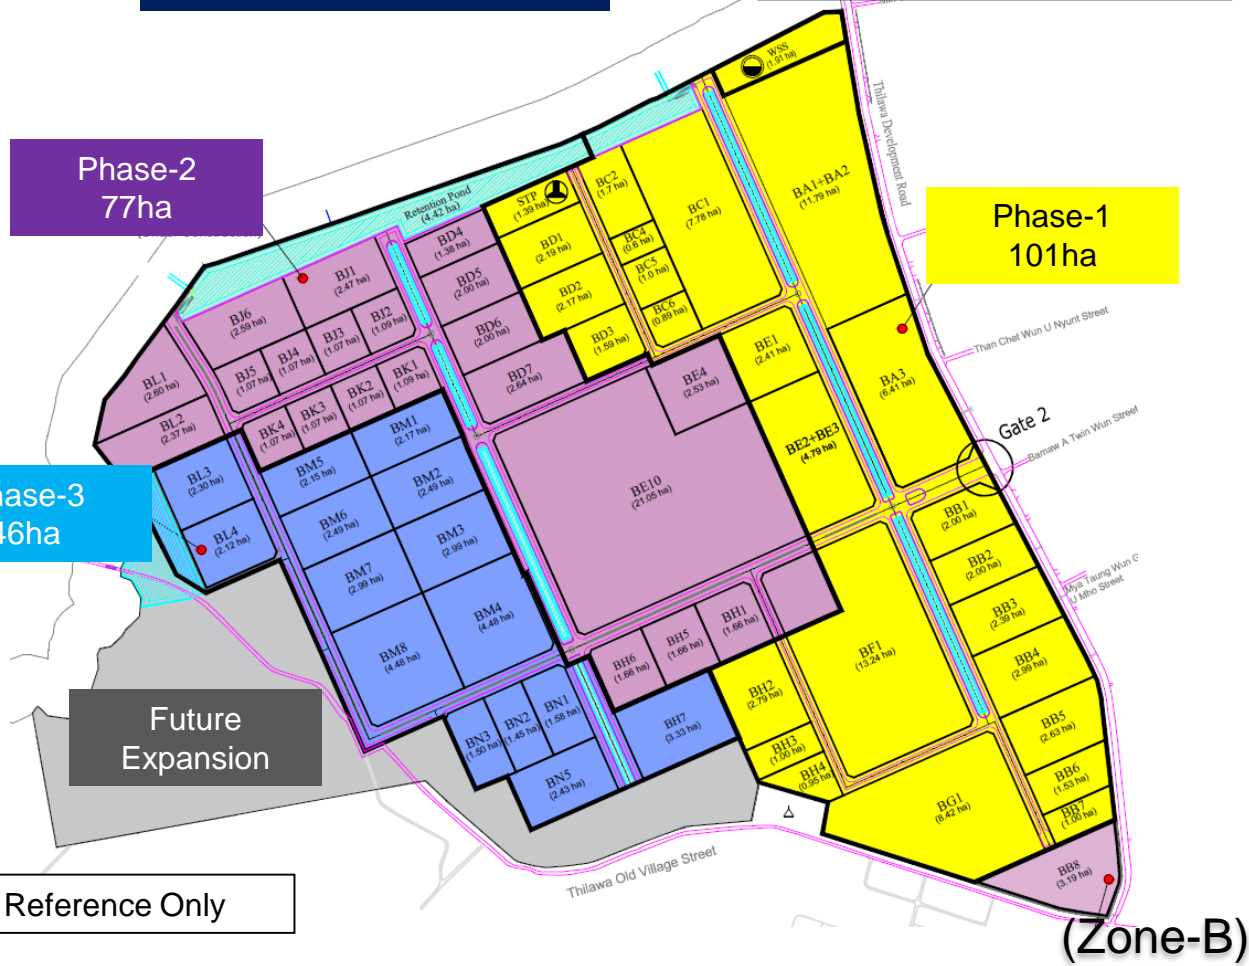 WSS
(1.91 ha)
Thilawa Development Road
Phase-2
77ha
Retention Pond
(4.42 ha)
STP
(1.39 ha)
BC2
(1.7 ha)
BC1
(7.78 ha)
BA1+BA2
(11.79 ha)
Phase-1
101ha
BD4
(1.38 ha)
BD1
(2.19 ha)
BC4
(0.6 ha)
BC5
(1.0 ha)
BC6
(0.89 ha)
BJ1
(2.47 ha)
BD5
(2.00 ha)
BD2
(2.17 ha)
BJ6
(2.59 ha)
BJ2
(1.09 ha)
BJ3
(1.07 ha)
BJ4
(1.07 ha)
BJ5
(1.07 ha)
BD6
(2.00 ha)
BD3
(1.59 ha)
BE1
(2.41 ha)
Than Chet Wun U Nyunt Street
BL1
(2.60 ha)
BL2
(2.37 ha)
BK1
(1.09 ha)
BK2
(1.07 ha)
BK3
(1.07 ha)
BK4
(1.07 ha)
BD7
(2.64 ha)
BE4
(2.53 ha)
BA3
(6.41 ha)
Gate 2
Barnaw A Twin Wun Street
BM1
(2.17 ha)
BM5
(2.15 ha)
BM2
(2.49 ha)
BE2+BE3
(4.79 ha)
BE10
(21.05 ha)
BL3
(2.30 ha)
BL4
(2.12 ha)
ase-3
46ha
BM6
(2.49 ha)
BM3
(2.99 ha)
BB1
(2.00 ha)
BB2
(2.00 ha)
BM7
(2.99 ha)
BM4
(4.48 ha)
BB3
(2.39 ha)
Mya Taung Wun
U Mho Street
BM8
(4.48 ha)
BH1
(1.66 ha)
BH5
(1.66 ha)
BH6
(1.66 ha)
BF1
(13.24 ha)
BB4
(2.99 ha)
Future
Expansion
BN1
(1.58 ha)
BN2
(1.45 ha)
BN3
(1.50 ha)
BH7
(3.33 ha)
BH2
(2.79 ha)
BH3
(1.00 ha)
BH4
(0.95 ha)
BB5
(2.63 ha)
BN5
(2.43 ha)
BB6
(1.53 ha)
BG1
(8.42 ha)
BB7
(1.00 ha)
BB8
(3.19 ha)
Thilawa Old Village Street
Reference Only
(Zone-B)